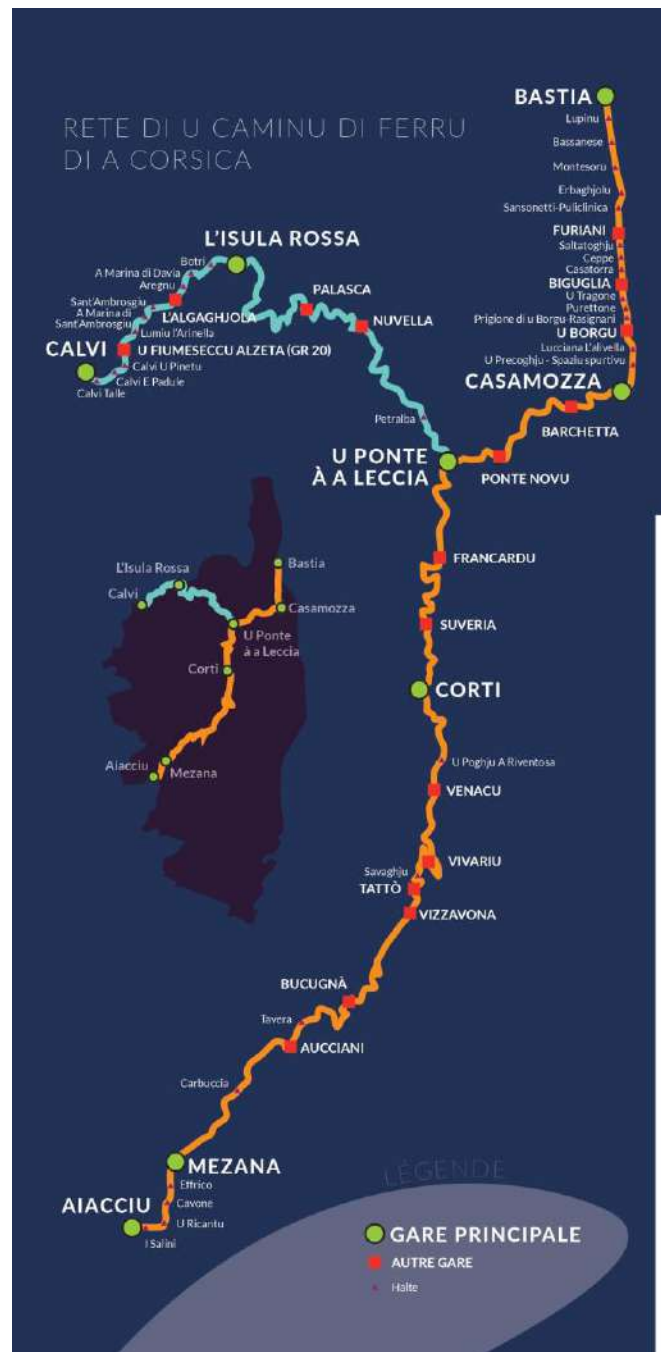 RETE DI U CAMINU DI FERRU
DI A CORSICA
BASTIA
Lupinu
Bassanese
Montesoru
Erbaghjolu
Sansonetti-Puliclinica
FURIANI
Saltatoghju
Ceppe
Casatorra
BIGUGLIA
U Tragone
Purettone
Prigione di u Borgu-Rasignani
U BORGU
Lucciana L'alivella
U Precoghju - Spaziu spurtivu
CASAMOZZA
BARCHETTA
PONTE NOVU
U PONTE
À A LECCIA
L'ISULA ROSSA
Botri
A Marina di Davia
Aregnu
L'ALGAGHJOLA
Sant'Ambrosgiu
A Marina di
Sant'Ambrosgiu
Lumiu l'Arinella
U FIUMESECCU ALZETA (GR 20)
CALVI
Calvi U Pinetu
Calvi E Padule
Calvi Talle
PALASCA
NUVELLA
Petralba
FRANCARDU
SUVERIA
CORTI
U Poghju A Riventosa
VENACU
VIVARIU
Savaghju
TATTÒ
VIZZAVONA
BUCUGNÀ
Tavera
AUCCIANI
Carbuccia
MEZANA
Effrico
Cavone
U Ricantu
I Salini
AIACCIU
L'Isula Rossa
Calvi
Bastia
Casamozza
U Ponte
à a Leccia
Corti
Aiacciu
Mezana
LÉGENDE
GARE PRINCIPALE
AUTRE GARE
Halte